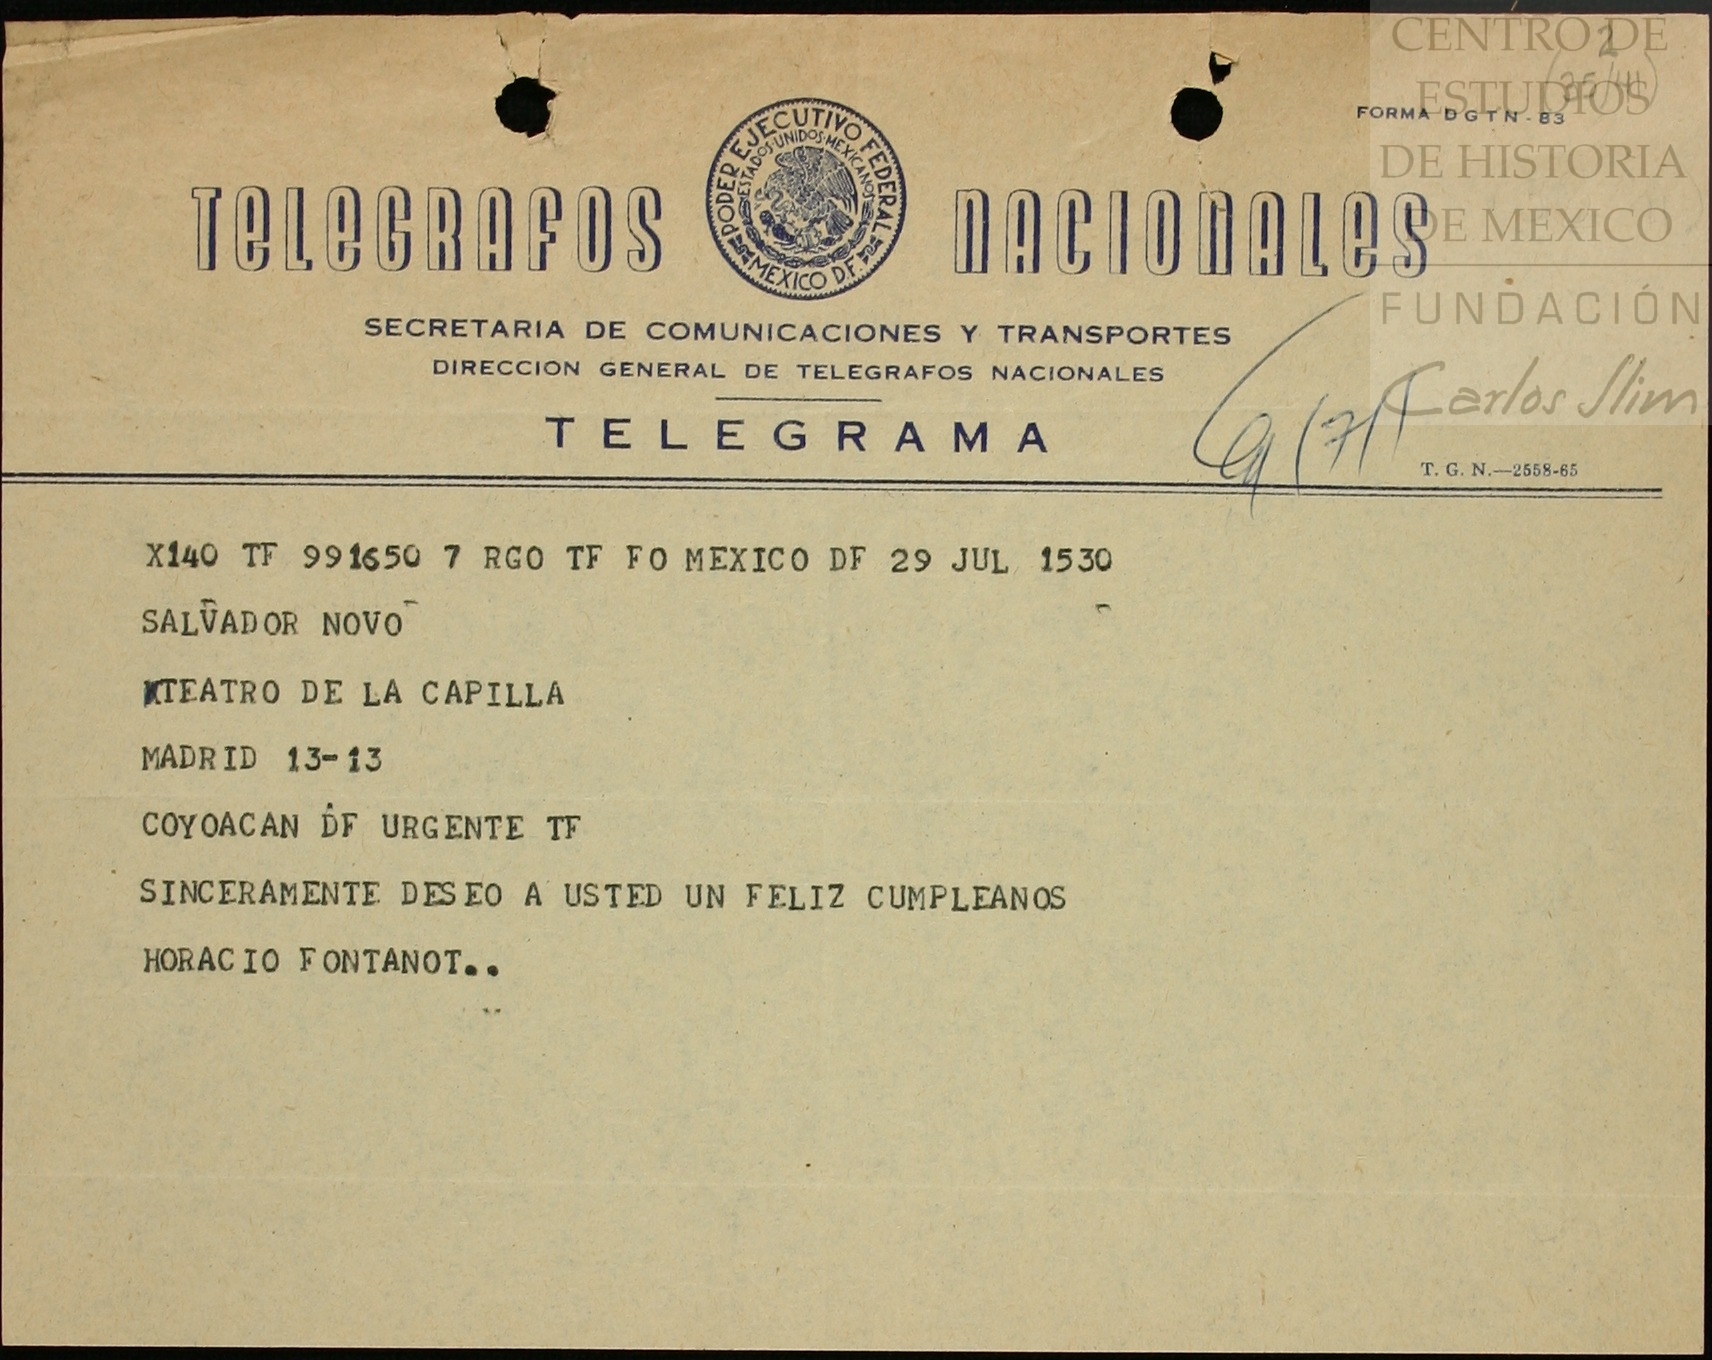 CENTRO DE
ESTUDIOS
DE HISTORIA
DE MEXICO
FUNDACIÓN
Carlos Slim
2
FORMA DGTN-83
TELEGRAFOS NACIONALES
PODER EJECUTIVO FEDERAL
ESTADOS UNIDOS MEXICANOS
MEXICO D.F.
SECRETARIA DE COMUNICACIONES Y TRANSPORTES
DIRECCION GENERAL DE TELEGRAFOS NACIONALES
TELEGRAMA
(7)
T. G. N.—2558-65
X140 TF 991650 7 RGO TF FO MEXICO DF 29 JUL 1530
SALVADOR NOVO
TEATRO DE LA CAPILLA
MADRID 13-13
COYOACAN DF URGENTE TF
SINCERAMENTE DESEO A USTED UN FELIZ CUMPLEANOS
HORACIO FONTANOT..